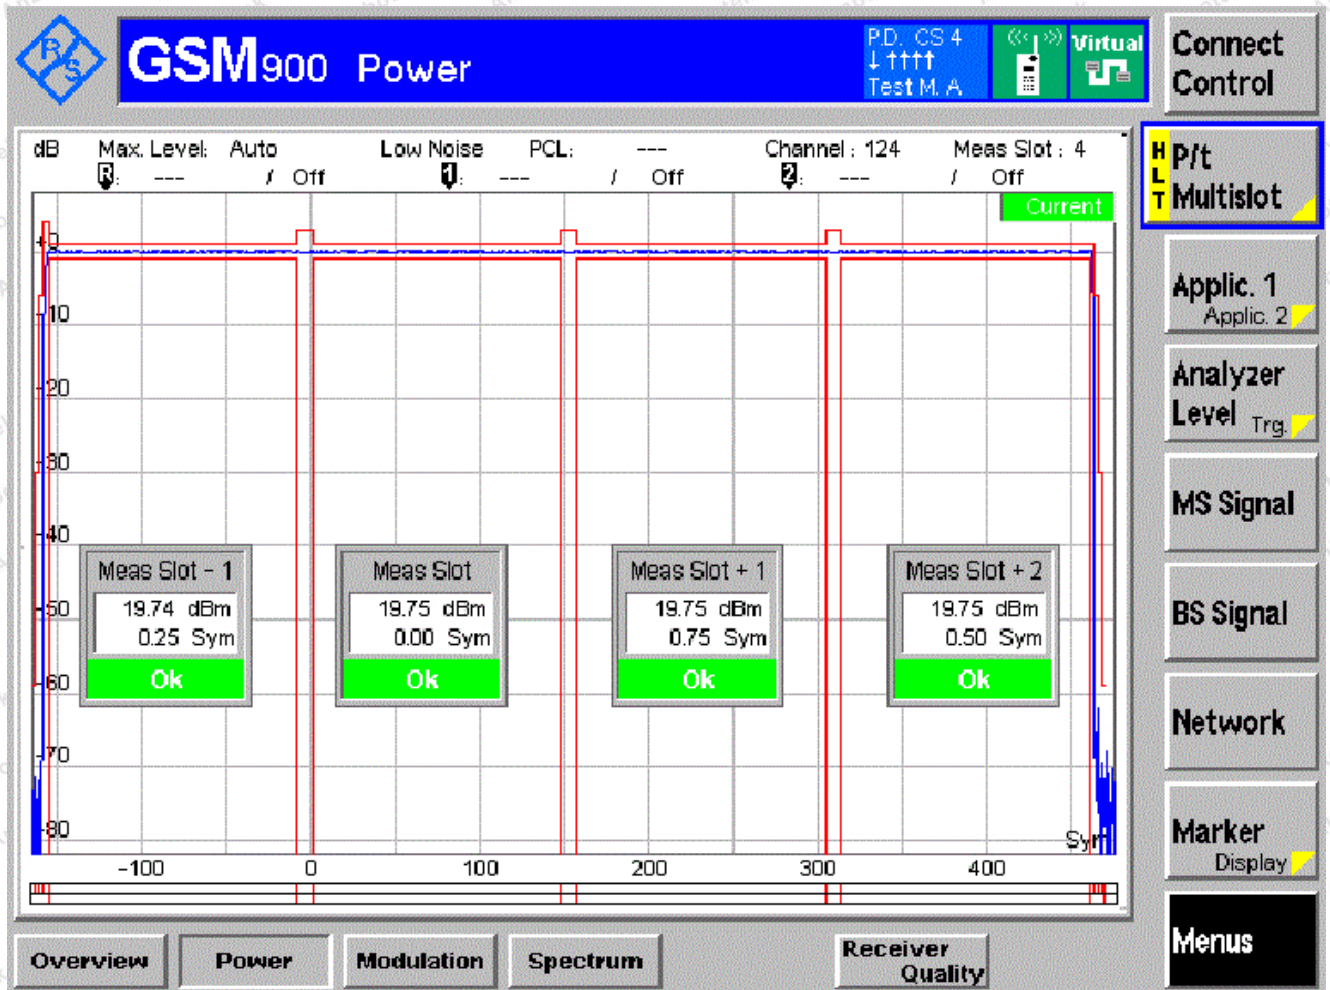 R S
GSM900 Power
P.D. CS 4
↓ ↑↑↑↑
Test M. A
Virtual
Connect
Control
dB Max. Level: Auto Low Noise PCL: --- Channel : 124 Meas Slot : 4
R: --- / Off 1: --- / Off 2: --- / Off
Current
H
L
T
P/t
Multislot
Applic. 1
Applic. 2
Analyzer
Level Trg.
MS Signal
BS Signal
Network
Marker
Display
Menus
-10
-20
-30
-40
-50
-60
-70
-80
Meas Slot - 1
19.74 dBm
0.25 Sym
Ok
Meas Slot
19.75 dBm
0.00 Sym
Ok
Meas Slot + 1
19.75 dBm
0.75 Sym
Ok
Meas Slot + 2
19.75 dBm
0.50 Sym
Ok
Sym
-100 0 100 200 300 400
Overview Power Modulation Spectrum Receiver
Quality